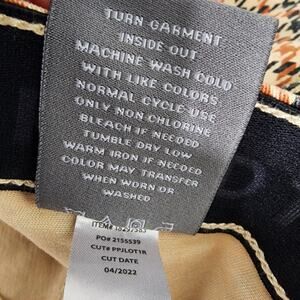 TURN GARMENT
INSIDE OUT
MACHINE WASH COLD
WITH LIKE COLORS
NORMAL CYCLE USE
ONLY NON CHLORINE
BLEACH IF NEEDED
TUMBLE DRY LOW
WARM IRON IF NEEDED
COLOR MAY TRANSFER
WHEN WORN OR
WASHED
PO# 2155539
CUT# PPJLOT1R
CUT DATE
04/2022